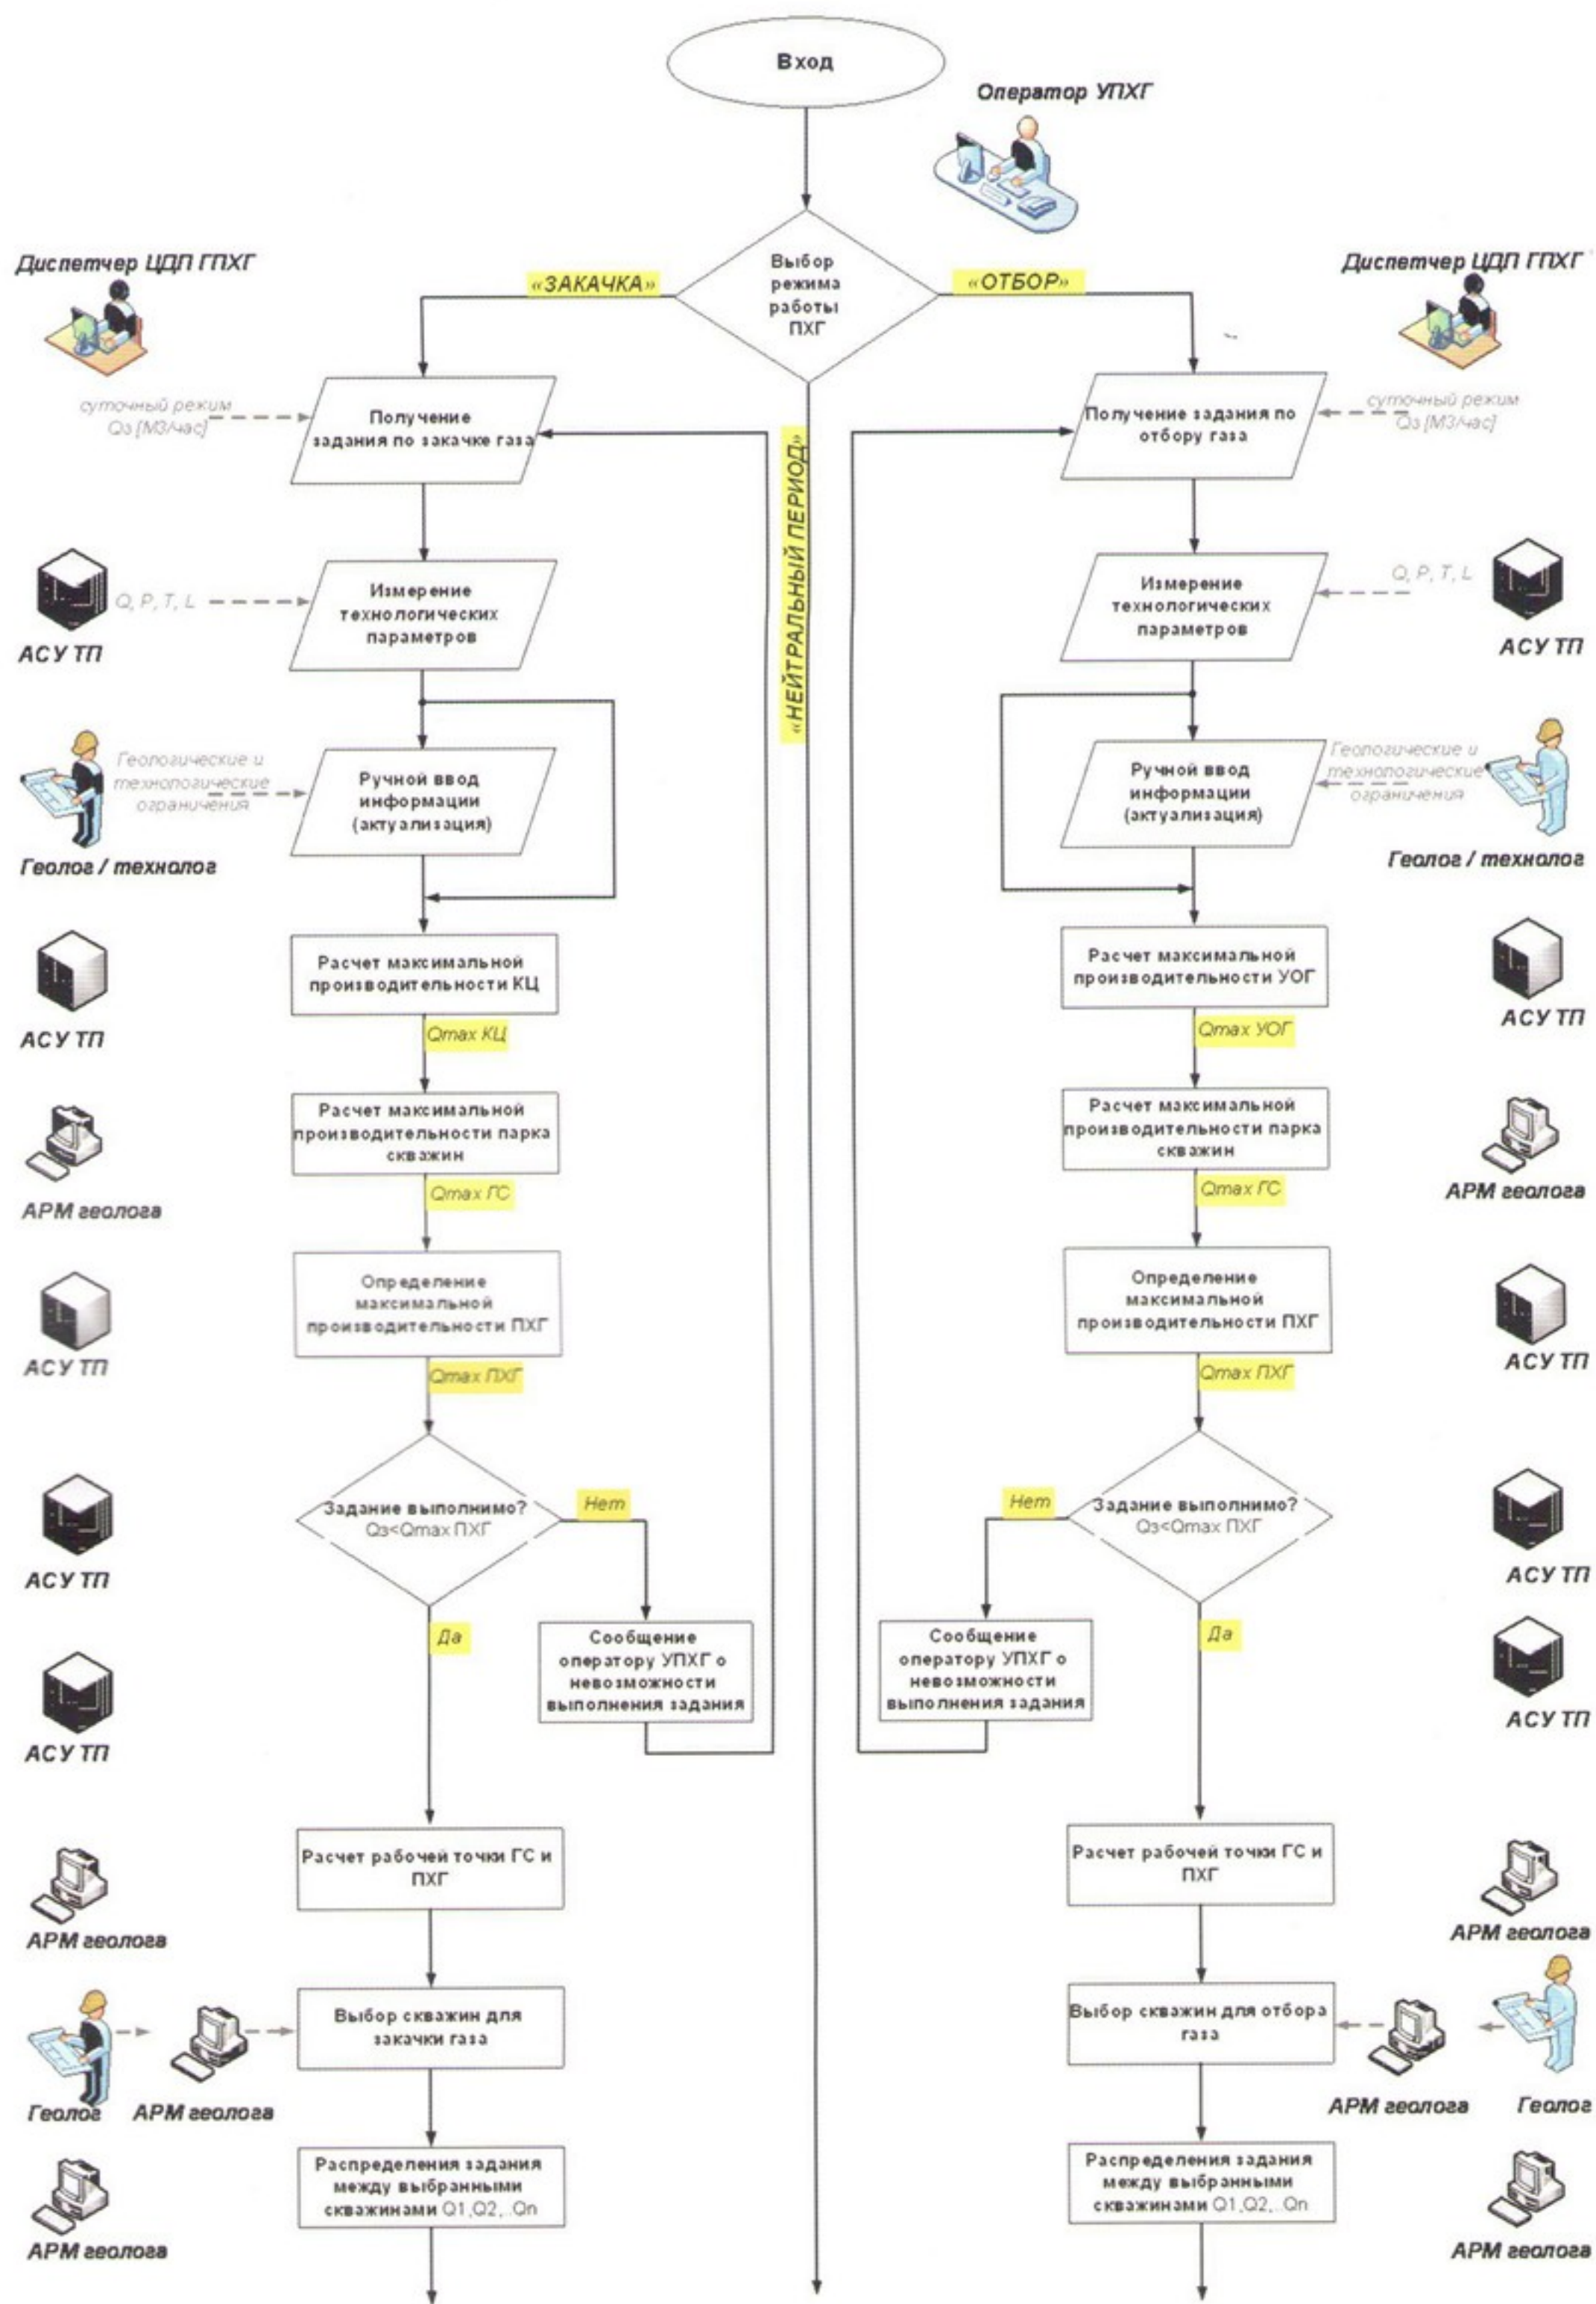 Вход
Оператор УПХГ
Диспетчер ЦДП ГПХГ
«ЗАКАЧКА»
Выбор
режима
работы
ПХГ
«ОТБОР»
Диспетчер ЦДП ГПХГ
«НЕЙТРАЛЬНЫЙ ПЕРИОД»
суточный режим
Qз [М3/час]
Получение
задания по закачке газа
Q, P, T, L
АСУ ТП
Измерение
технологических
параметров
Геологические и
технологические
ограничения
Геолог / технолог
Ручной ввод
информации
(актуализация)
АСУ ТП
Расчет максимальной
производительности КЦ
Qmax КЦ
АРМ геолога
Расчет максимальной
производительности парка
скважин
Qmax ГС
АСУ ТП
Определение
максимальной
производительности ПХГ
Qmax ПХГ
АСУ ТП
Задание выполнимо?
Qз<Qmax ПХГ
Нет
Да
АСУ ТП
Сообщение
оператору УПХГ о
невозможности
выполнения задания
АРМ геолога
Расчет рабочей точки ГС и
ПХГ
Геолог
АРМ геолога
Выбор скважин для
закачки газа
АРМ геолога
Распределения задания
между выбранными
скважинами Q1,Q2,..Qn
Получение задания по
отбору газа
суточный режим
Qз [М3/час]
Измерение
технологических
параметров
Q, P, T, L
АСУ ТП
Ручной ввод
информации
(актуализация)
Геологические и
технологические
ограничения
Геолог / технолог
Расчет максимальной
производительности УОГ
АСУ ТП
Qmax УОГ
Расчет максимальной
производительности парка
скважин
АРМ геолога
Qmax ГС
Определение
максимальной
производительности ПХГ
АСУ ТП
Qmax ПХГ
Нет
Задание выполнимо?
Qз<Qmax ПХГ
АСУ ТП
Да
Сообщение
оператору УПХГ о
невозможности
выполнения задания
АСУ ТП
Расчет рабочей точки ГС и
ПХГ
АРМ геолога
Выбор скважин для отбора
газа
АРМ геолога
Геолог
Распределения задания
между выбранными
скважинами Q1,Q2,..Qn
АРМ геолога